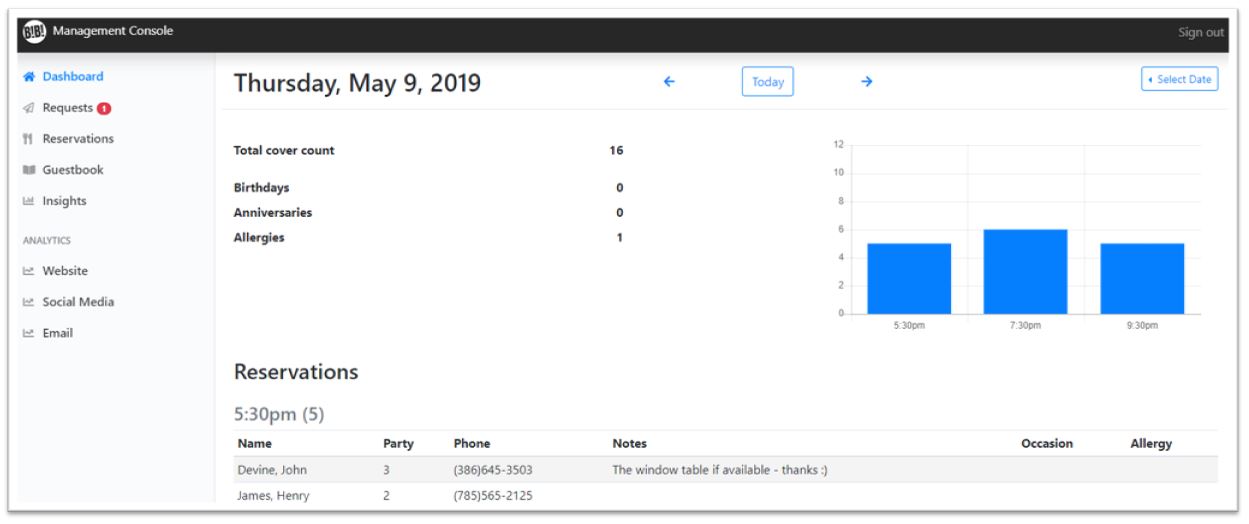 B!B! Management Console
Sign out
Dashboard
Requests 1
Reservations
Guestbook
Insights
ANALYTICS
Website
Social Media
Email
Thursday, May 9, 2019
Today
Select Date
Total cover count 16
Birthdays 0
Anniversaries 0
Allergies 1
12
10
8
6
4
2
0
5:30pm 7:30pm 9:30pm
Reservations
5:30pm (5)
Name Party Phone Notes Occasion Allergy
Devine, John 3 (386)645-3503 The window table if available - thanks :)
James, Henry 2 (785)565-2125